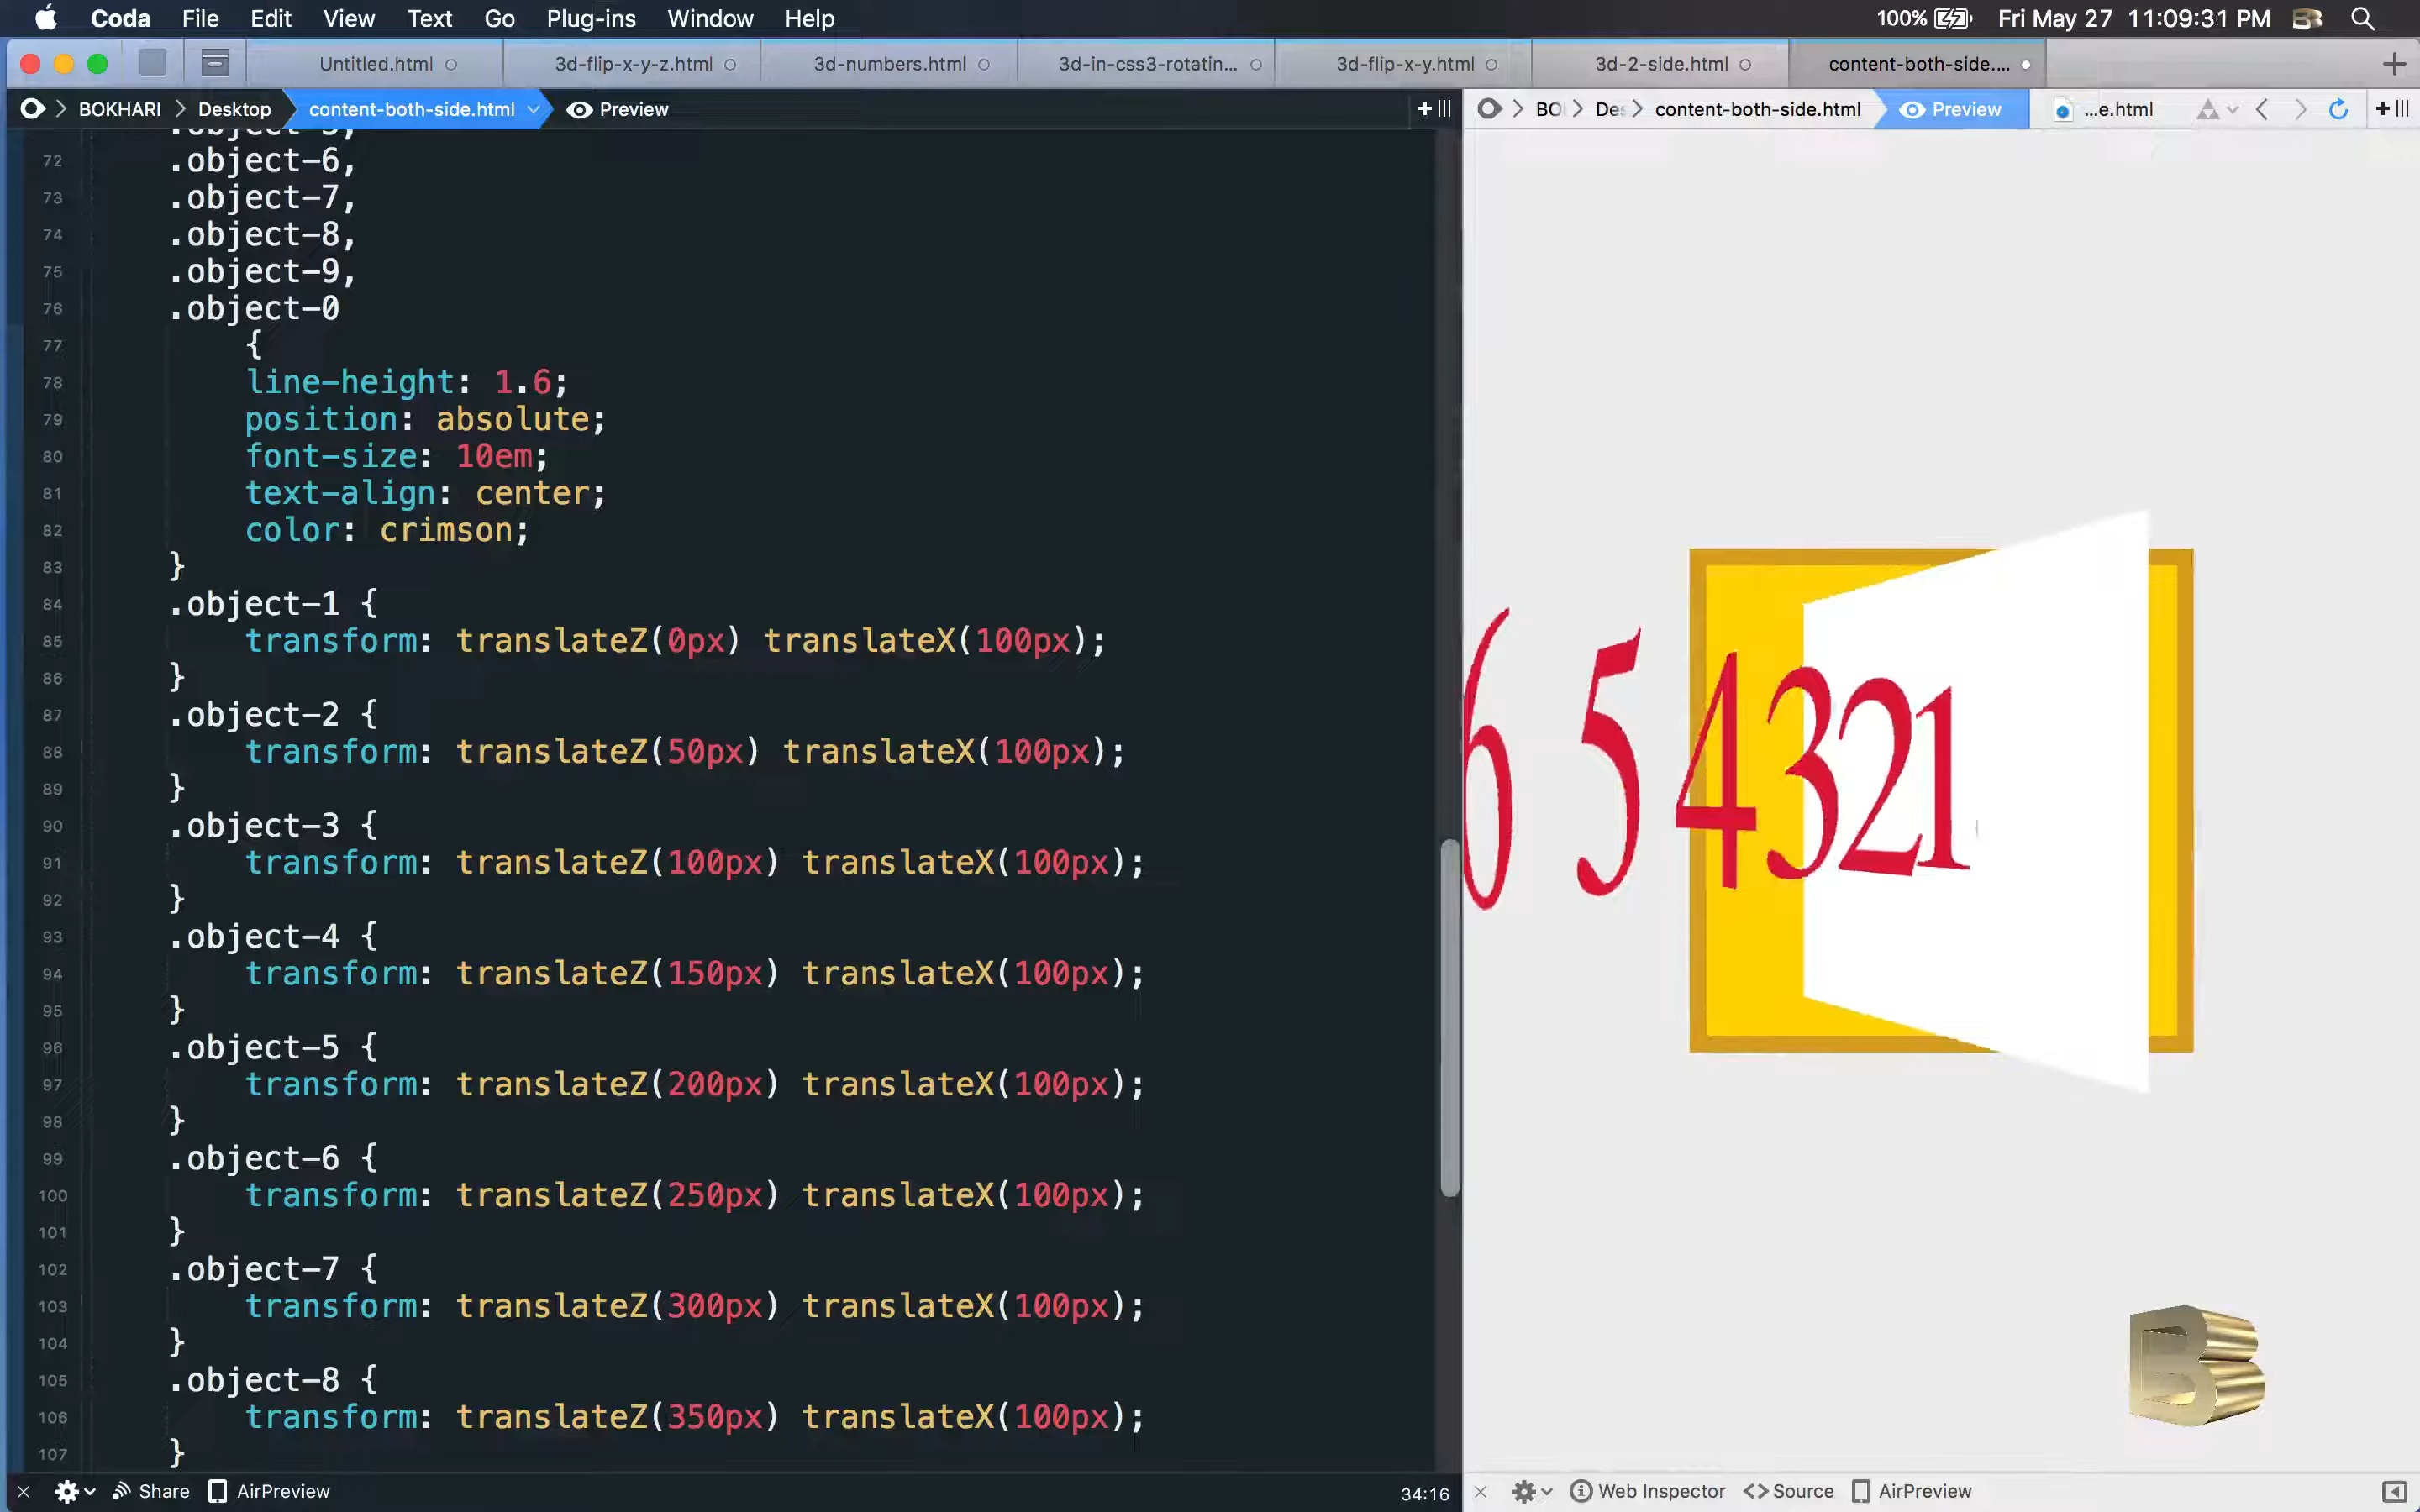 Coda File Edit View Text Go Plug-ins Window Help 100% Fri May 27 11:09:31 PM
Untitled.html 3d-flip-x-y-z.html 3d-numbers.html 3d-in-css3-rotatin... 3d-flip-x-y.html 3d-2-side.html content-both-side....
BOKHARI Desktop content-both-side.html Preview
72 .object-6,
73 .object-7,
74 .object-8,
75 .object-9,
76 .object-0
77 {
78 line-height: 1.6;
79 position: absolute;
80 font-size: 10em;
81 text-align: center;
82 color: crimson;
83 }
84 .object-1 {
85 transform: translateZ(0px) translateX(100px);
86 }
87 .object-2 {
88 transform: translateZ(50px) translateX(100px);
89 }
90 .object-3 {
91 transform: translateZ(100px) translateX(100px);
92 }
93 .object-4 {
94 transform: translateZ(150px) translateX(100px);
95 }
96 .object-5 {
97 transform: translateZ(200px) translateX(100px);
98 }
99 .object-6 {
100 transform: translateZ(250px) translateX(100px);
101 }
102 .object-7 {
103 transform: translateZ(300px) translateX(100px);
104 }
105 .object-8 {
106 transform: translateZ(350px) translateX(100px);
107 }
Share AirPreview 34:16
BO De content-both-side.html Preview ...e.html
6 5 4 3 2 1
B
Web Inspector Source AirPreview